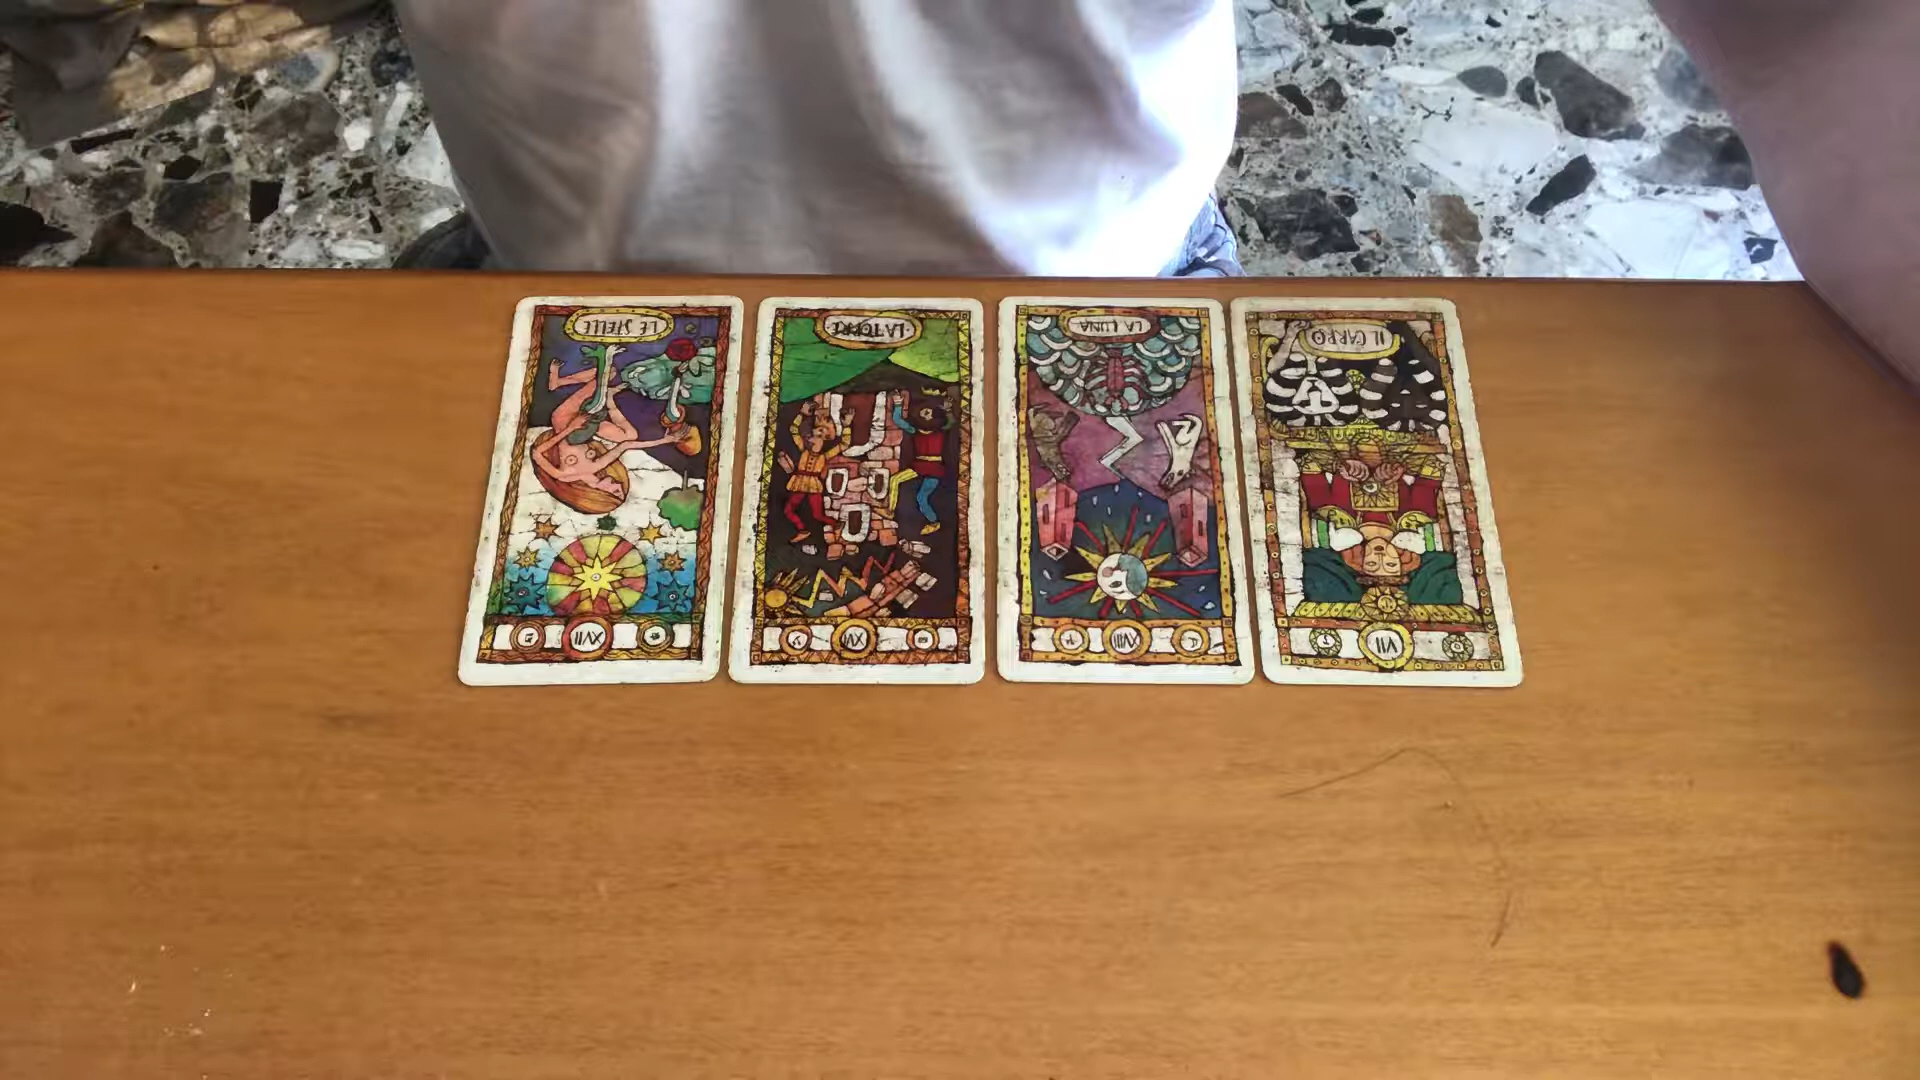 LE STELLE
LA TORRE
LA LUNA
IL CARRO
XVII
XVI
XVIII
VII